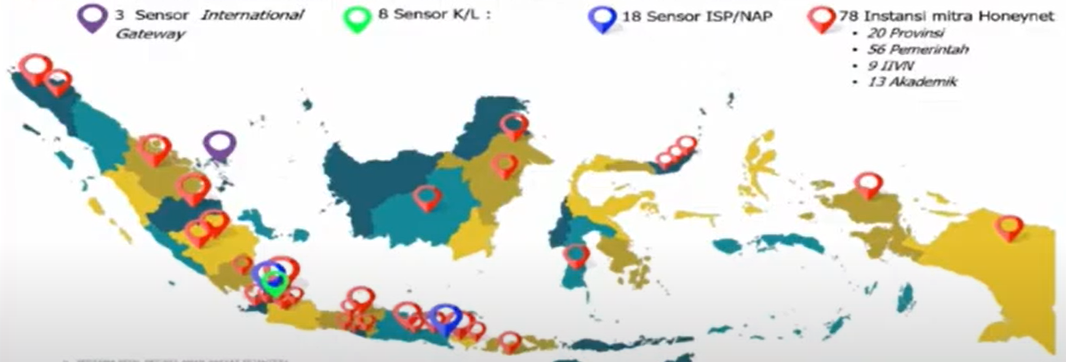 3 Sensor International
Gateway
8 Sensor K/L :
18 Sensor ISP/NAP
78 Instansi mitra Honeynet
• 20 Provinsi
• 56 Pemerintah
• 9 IIVN
• 13 Akademik